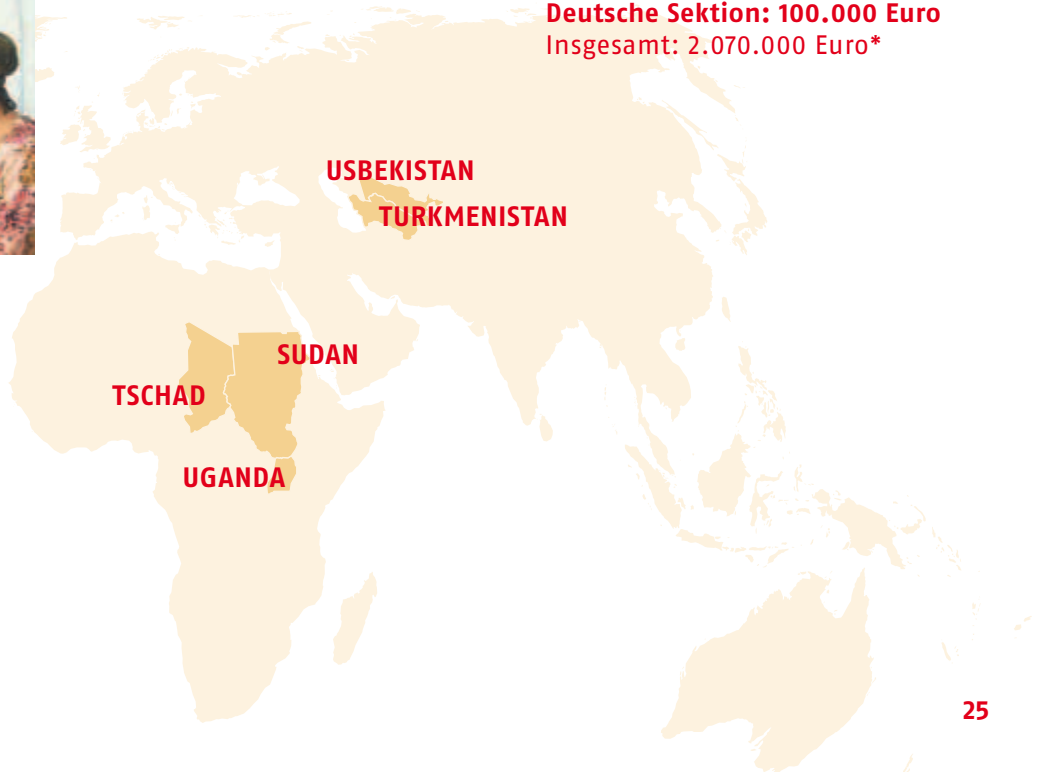 Deutsche Sektion: 100.000 Euro
Insgesamt: 2.070.000 Euro*
USBEKISTAN
TURKMENISTAN
SUDAN
TSCHAD
UGANDA
25